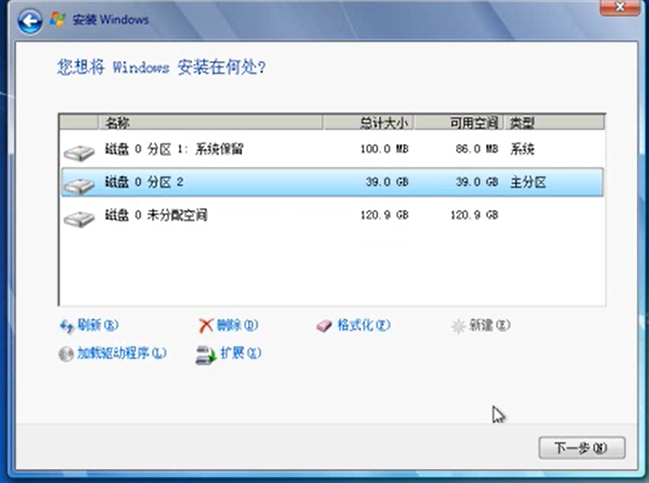 安装 Windows
您想将 Windows 安装在何处?
名称 总计大小 可用空间 类型
磁盘 0 分区 1: 系统保留 100.0 MB 86.0 MB 系统
磁盘 0 分区 2 39.0 GB 39.0 GB 主分区
磁盘 0 未分配空间 120.9 GB 120.9 GB
刷新(R) 删除(D) 格式化(F) 新建(E)
加载驱动程序(L) 扩展(X)
下一步(N)